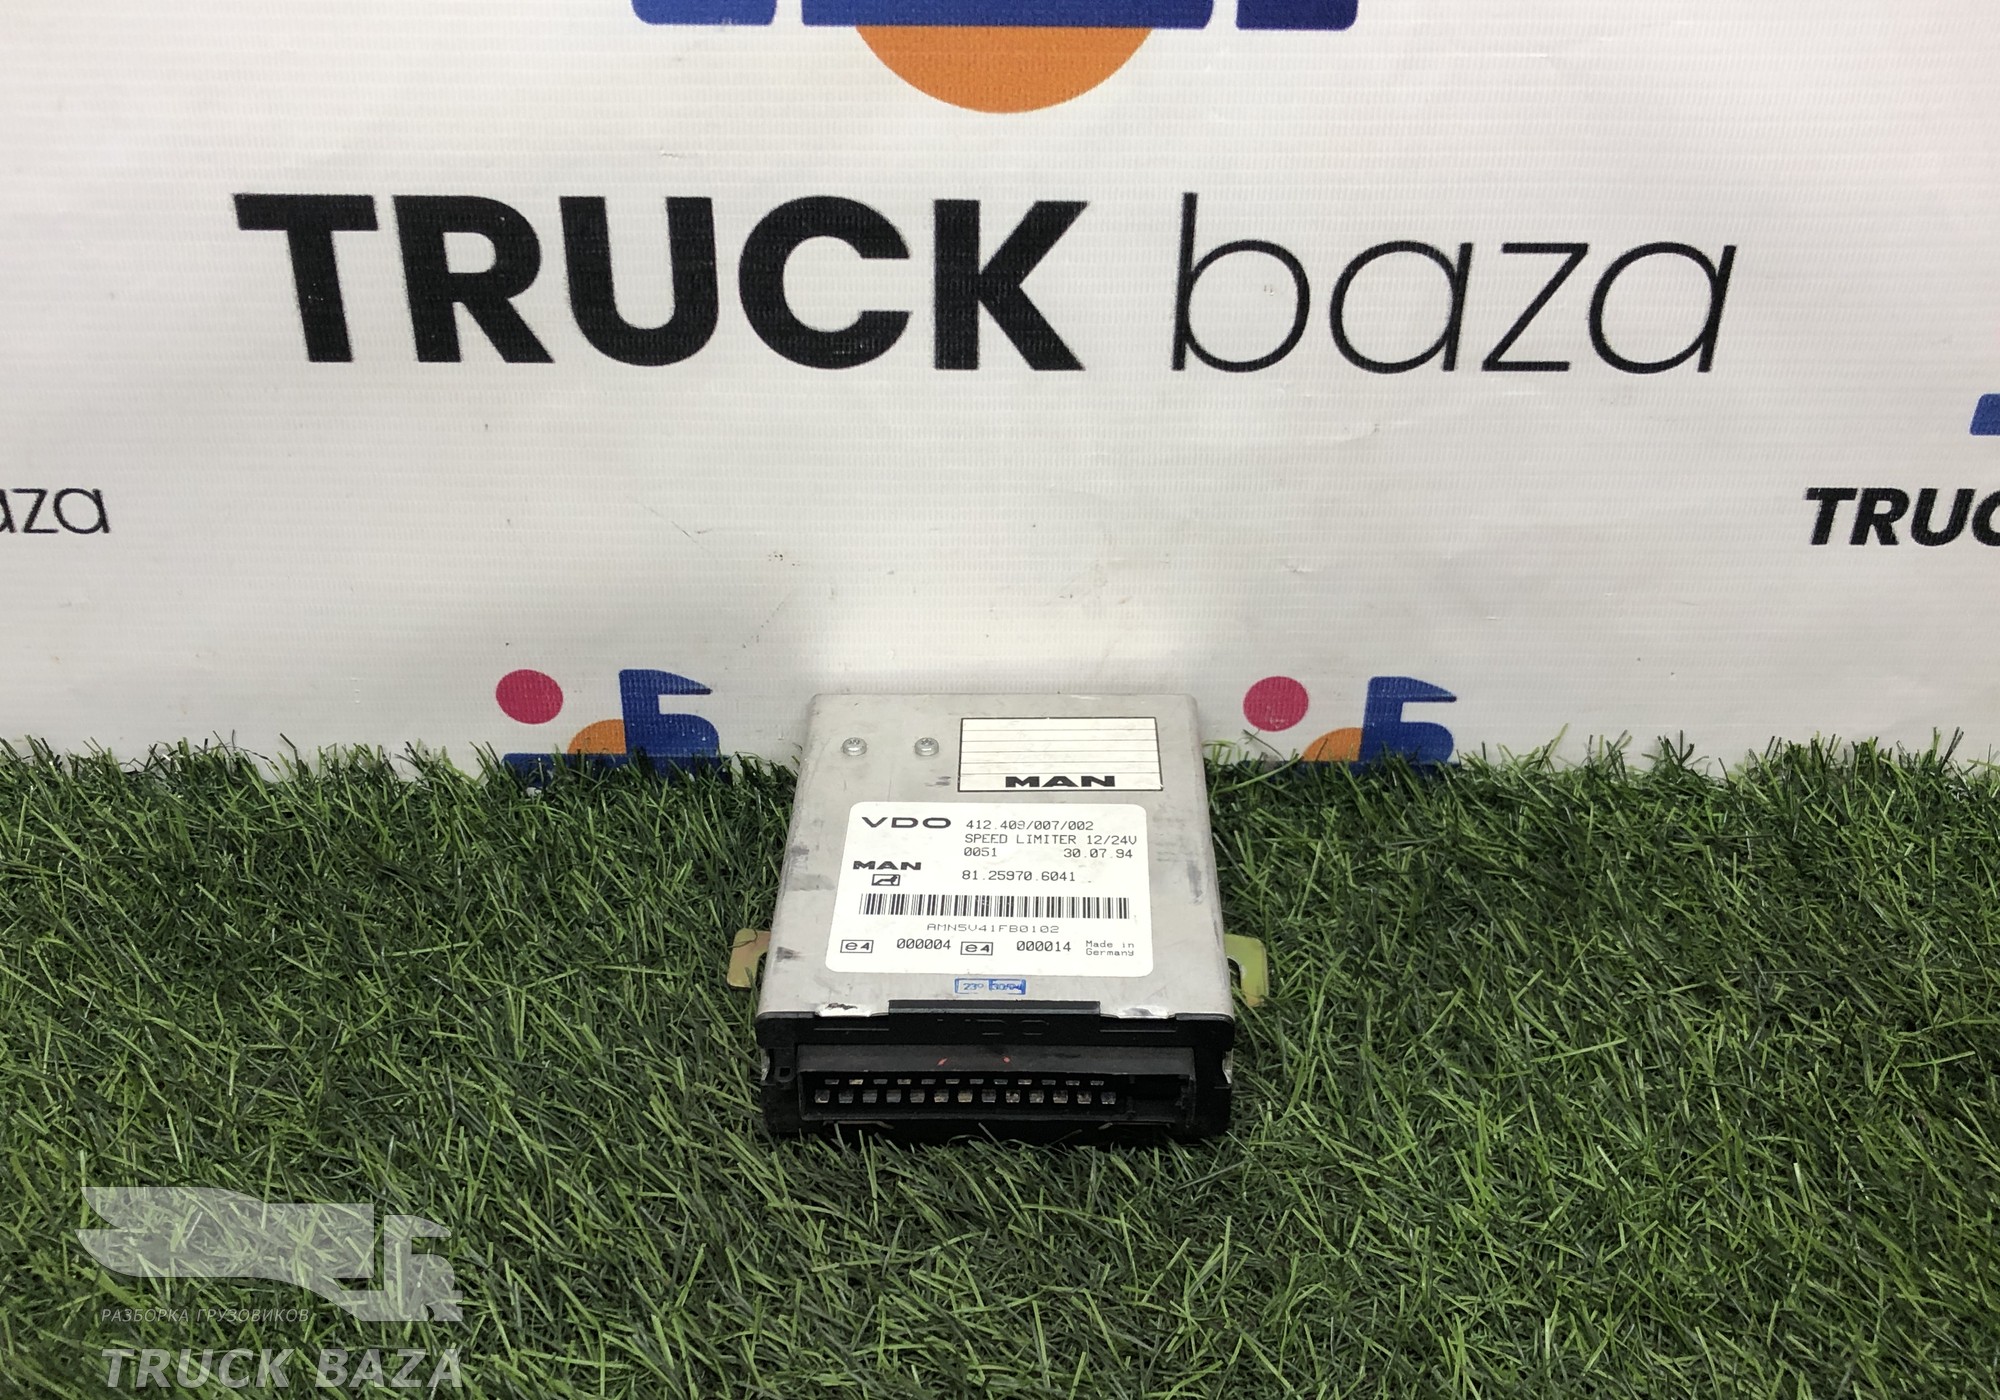 TRUCK baza
aza
TRUC
MAN
VDO 412.409/007/002
SPEED LIMITER 12/24V
0051 30.07.94
MAN
81.25970.6041
AMN5V41FB0102
e4 000004 e4 000014 Made in
Germany
VDO
РАЗБОРКА ГРУЗОВИКОВ
TRUCK BAZA